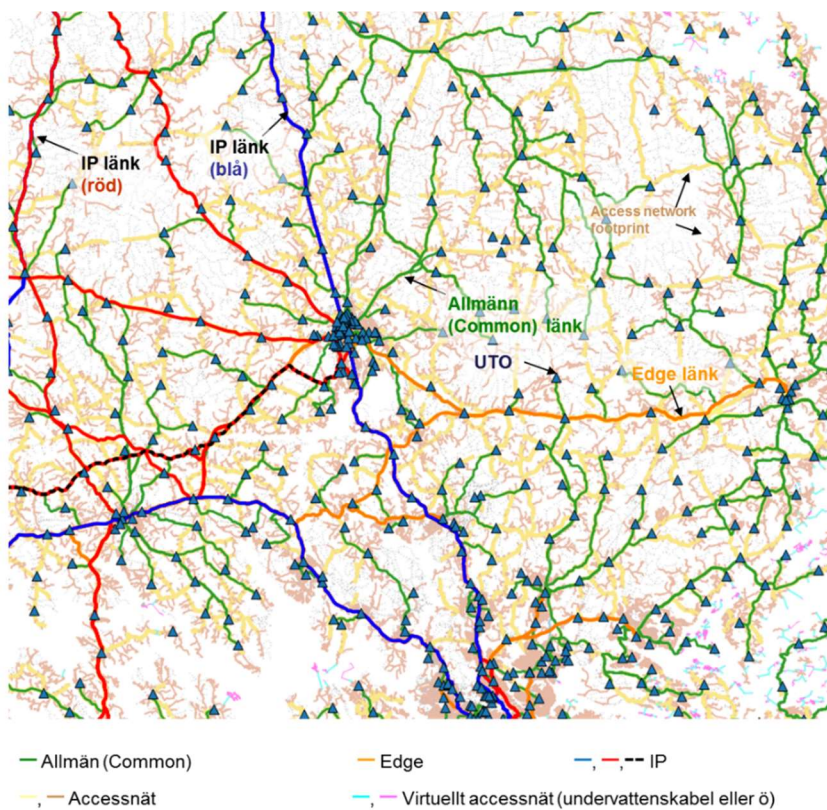 IP länk
(röd)
IP länk
(blå)
Access network
footprint
Allmänn
(Common) länk
UTO
Edge länk
Allmän (Common)
Edge
, , IP
, Accessnät
, Virtuellt accessnät (undervattenskabel eller ö)